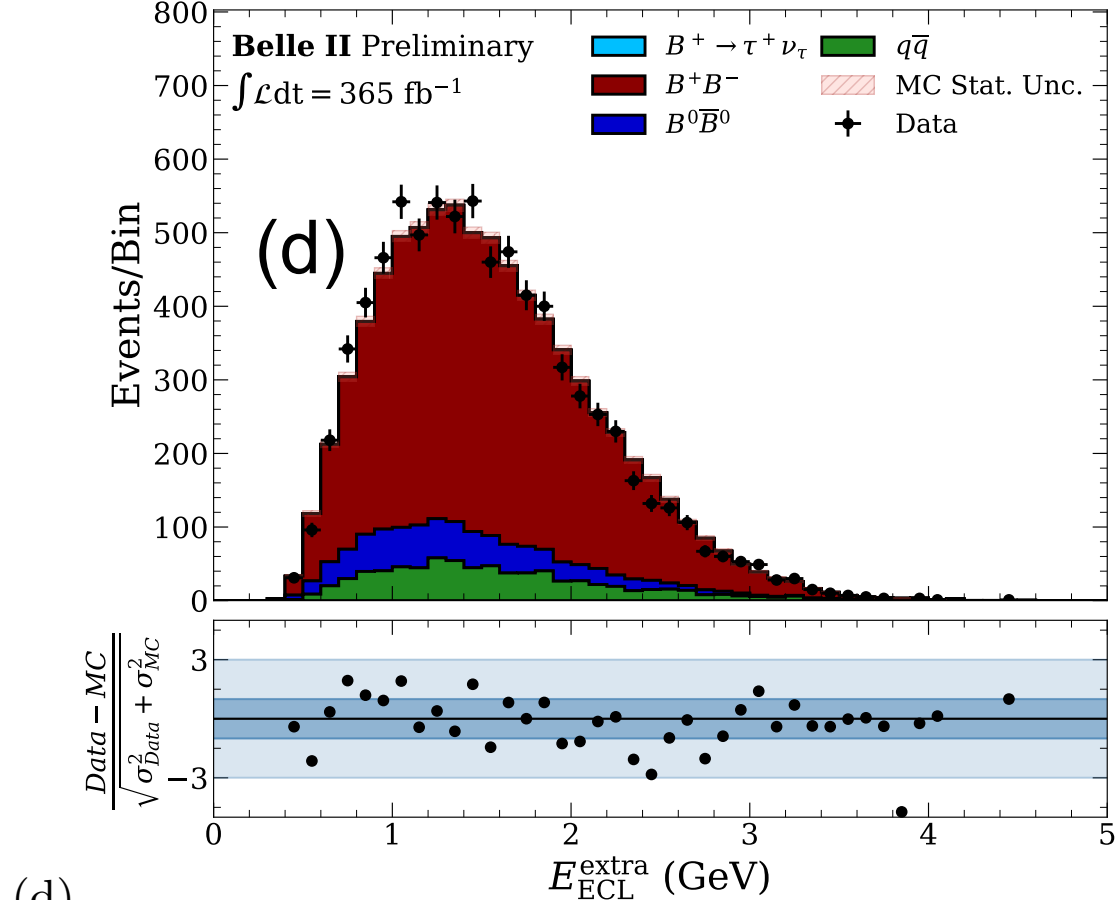 800
700
600
500
400
300
200
100
0
Events/Bin
Belle II Preliminary
∫ℒdt = 365 fb⁻¹
B⁺ → τ⁺ν_τ
B⁺B⁻
B⁰B̅⁰
qq̅
MC Stat. Unc.
Data
(d)
3
−3
Data − MC
√σ²_Data + σ²_MC
0 1 2 3 4 5
E_ECL^extra (GeV)
(d)